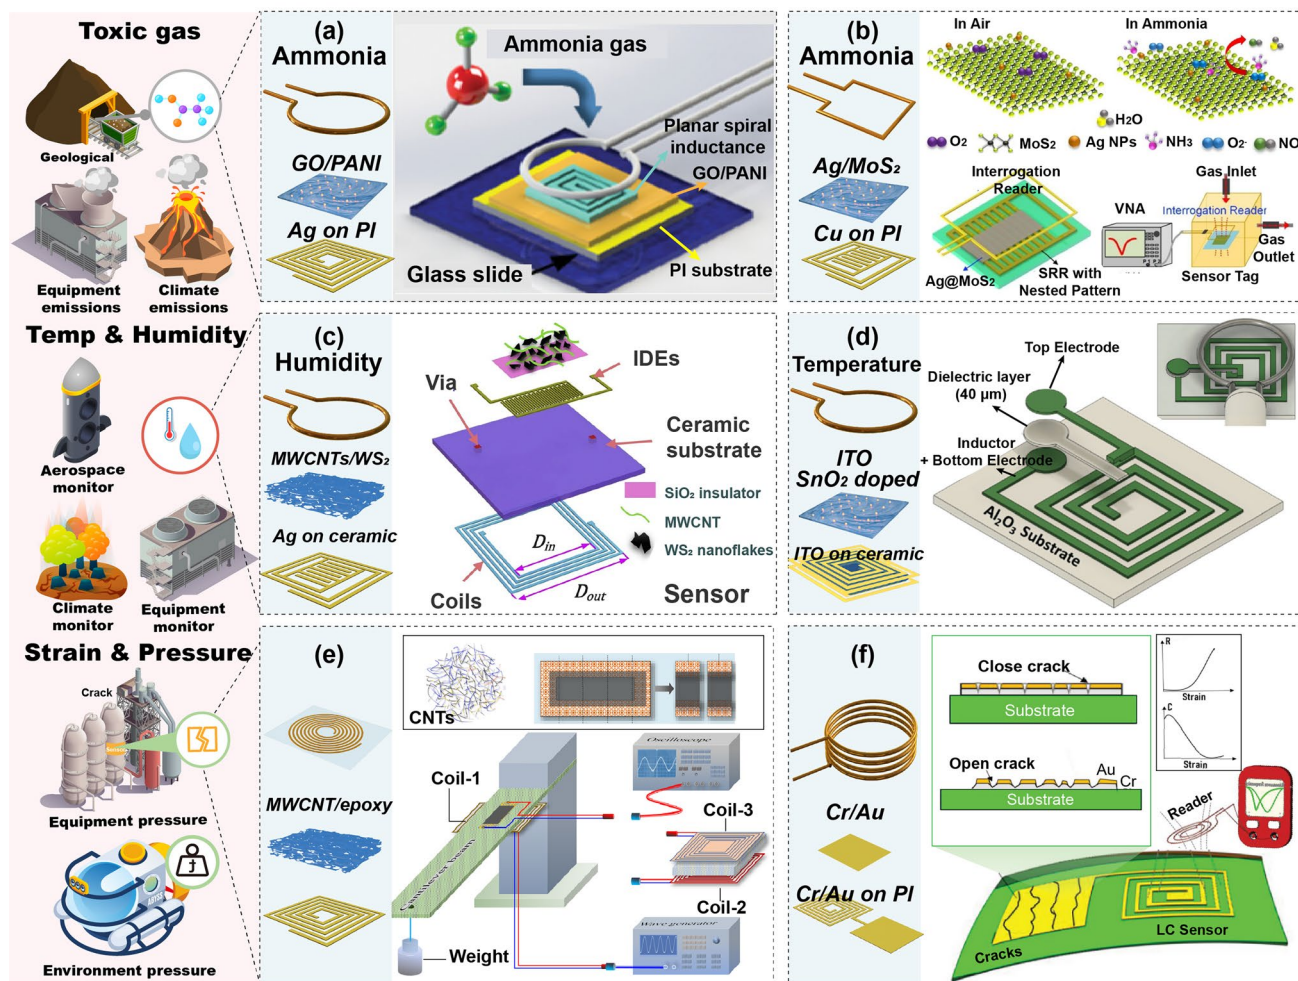 Toxic gas
Geological
Equipment
emissions
Climate
emissions
Temp & Humidity
Aerospace
monitor
Climate
monitor
Equipment
monitor
Strain & Pressure
Crack
Sensor
Equipment pressure
Environment pressure
(a)
Ammonia
GO/PANI
Ag on PI
Ammonia gas
Planar spiral
inductance
GO/PANI
Glass slide
PI substrate
(b)
Ammonia
Ag/MoS2
Cu on PI
In Air
In Ammonia
H2O
O2
MoS2
Ag NPs
NH3
O2-
NO
Interrogation
Reader
Ag@MoS2
SRR with
Nested Pattern
VNA
Gas Inlet
Interrogation Reader
Gas
Outlet
Sensor Tag
(c)
Humidity
MWCNTs/WS2
Ag on ceramic
Via
IDEs
Ceramic
substrate
SiO2 insulator
MWCNT
WS2 nanoflakes
Din
Dout
Coils
Sensor
(d)
Temperature
ITO
SnO2 doped
ITO on ceramic
Top Electrode
Dielectric layer
(40 μm)
Inductor
+ Bottom Electrode
Al2O3 Substrate
(e)
MWCNT/epoxy
CNTs
Coil-1
Cantilever beam
Weight
Oscilloscope
Coil-3
Coil-2
Wave generator
(f)
Cr/Au
Cr/Au on PI
Close crack
Substrate
Open crack
Au
Cr
Substrate
R
Strain
C
Strain
Reader
LC Sensor
Cracks